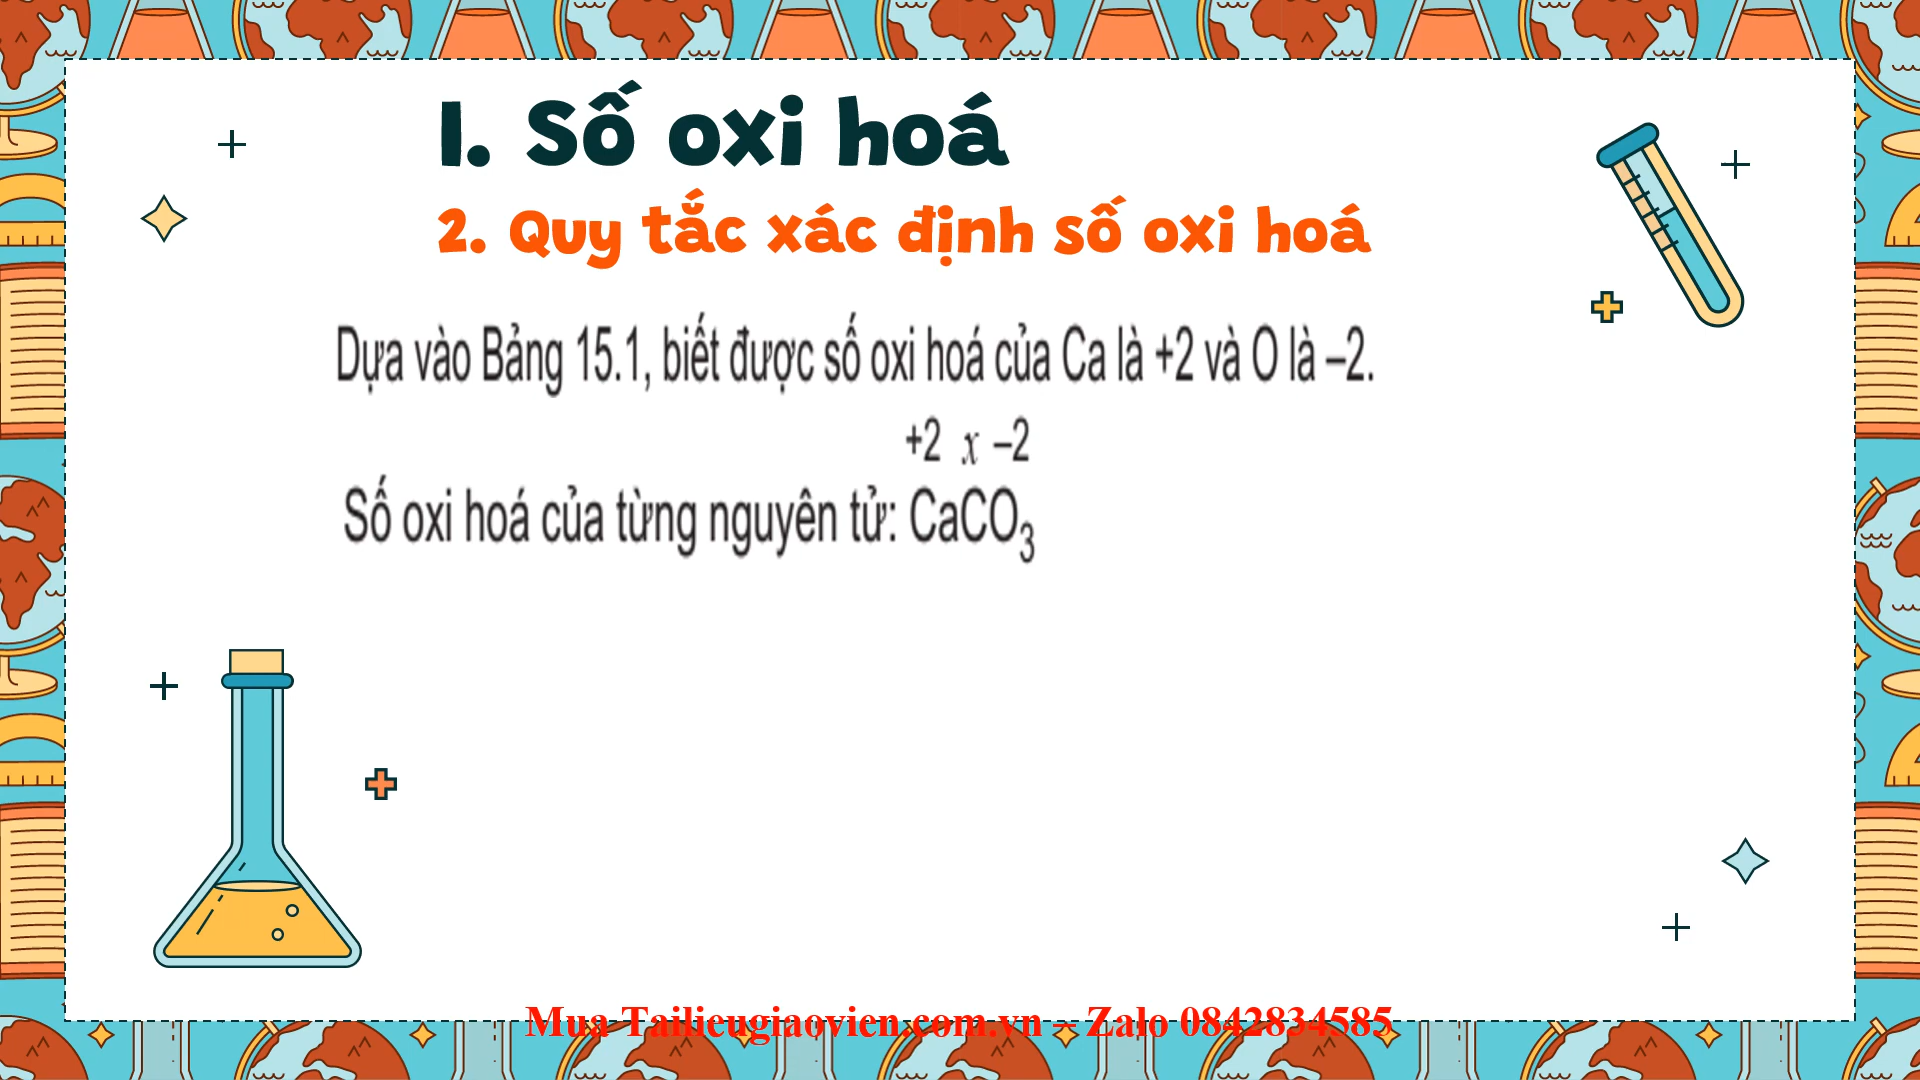 1. Số oxi hoá
2. Quy tắc xác định số oxi hoá
Dựa vào Bảng 15.1, biết được số oxi hoá của Ca là +2 và O là –2.
+2 x –2
Số oxi hoá của từng nguyên tử: CaCO₃
Mua Tailieugiaovien.com.vn – Zalo 0842834585